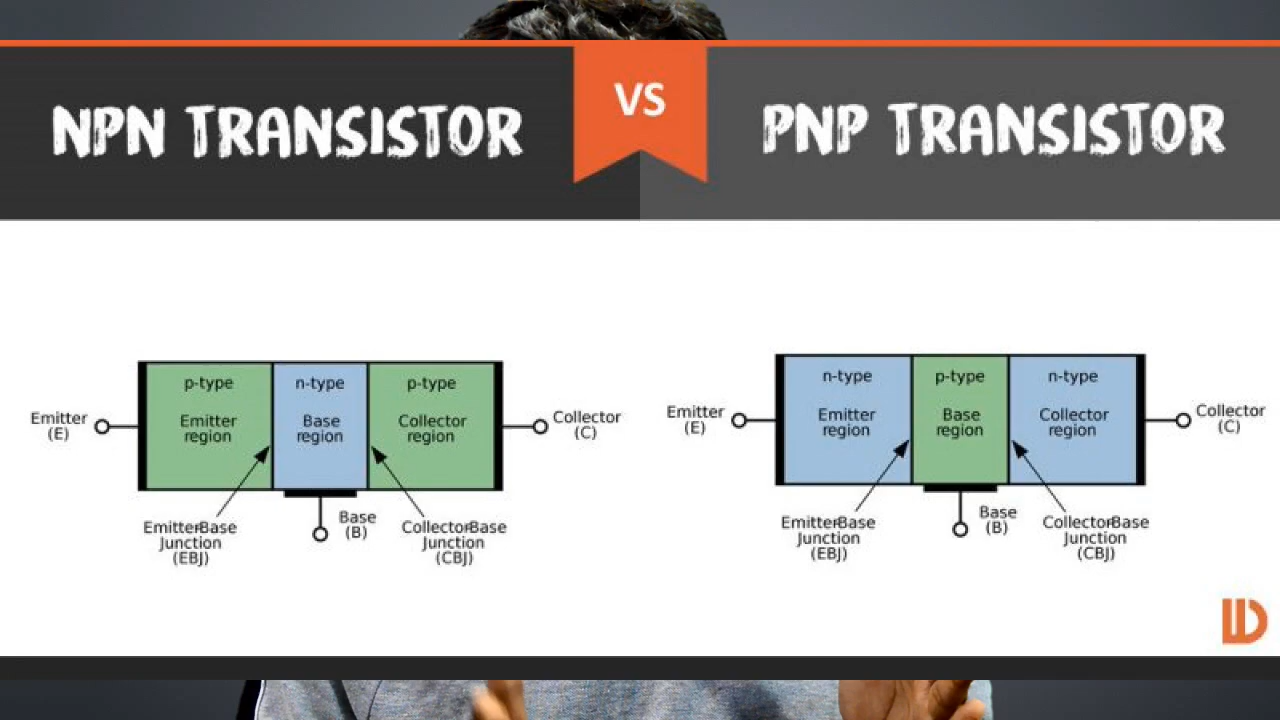 NPN TRANSISTOR
VS
PNP TRANSISTOR
p-type
n-type
p-type
Emitter
(E)
Emitter
region
Base
region
Collector
region
Collector
(C)
EmitterBase
Junction
(EBJ)
Base
(B)
CollectorBase
Junction
(CBJ)
n-type
p-type
n-type
Emitter
(E)
Emitter
region
Base
region
Collector
region
Collector
(C)
EmitterBase
Junction
(EBJ)
Base
(B)
CollectorBase
Junction
(CBJ)